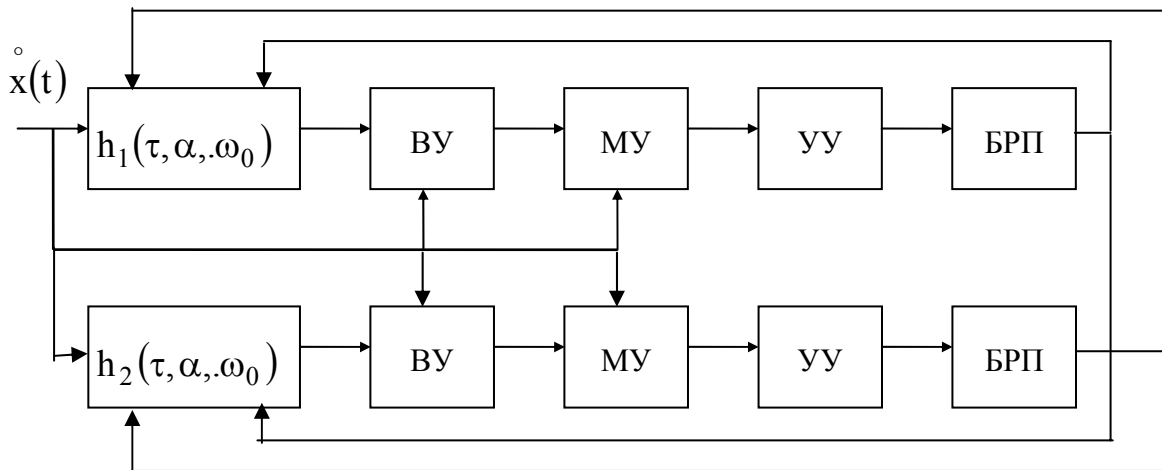 x̊(t)
h₁(τ,α,.ω₀)
ВУ
МУ
УУ
БРП
h₂(τ,α,.ω₀)
ВУ
МУ
УУ
БРП